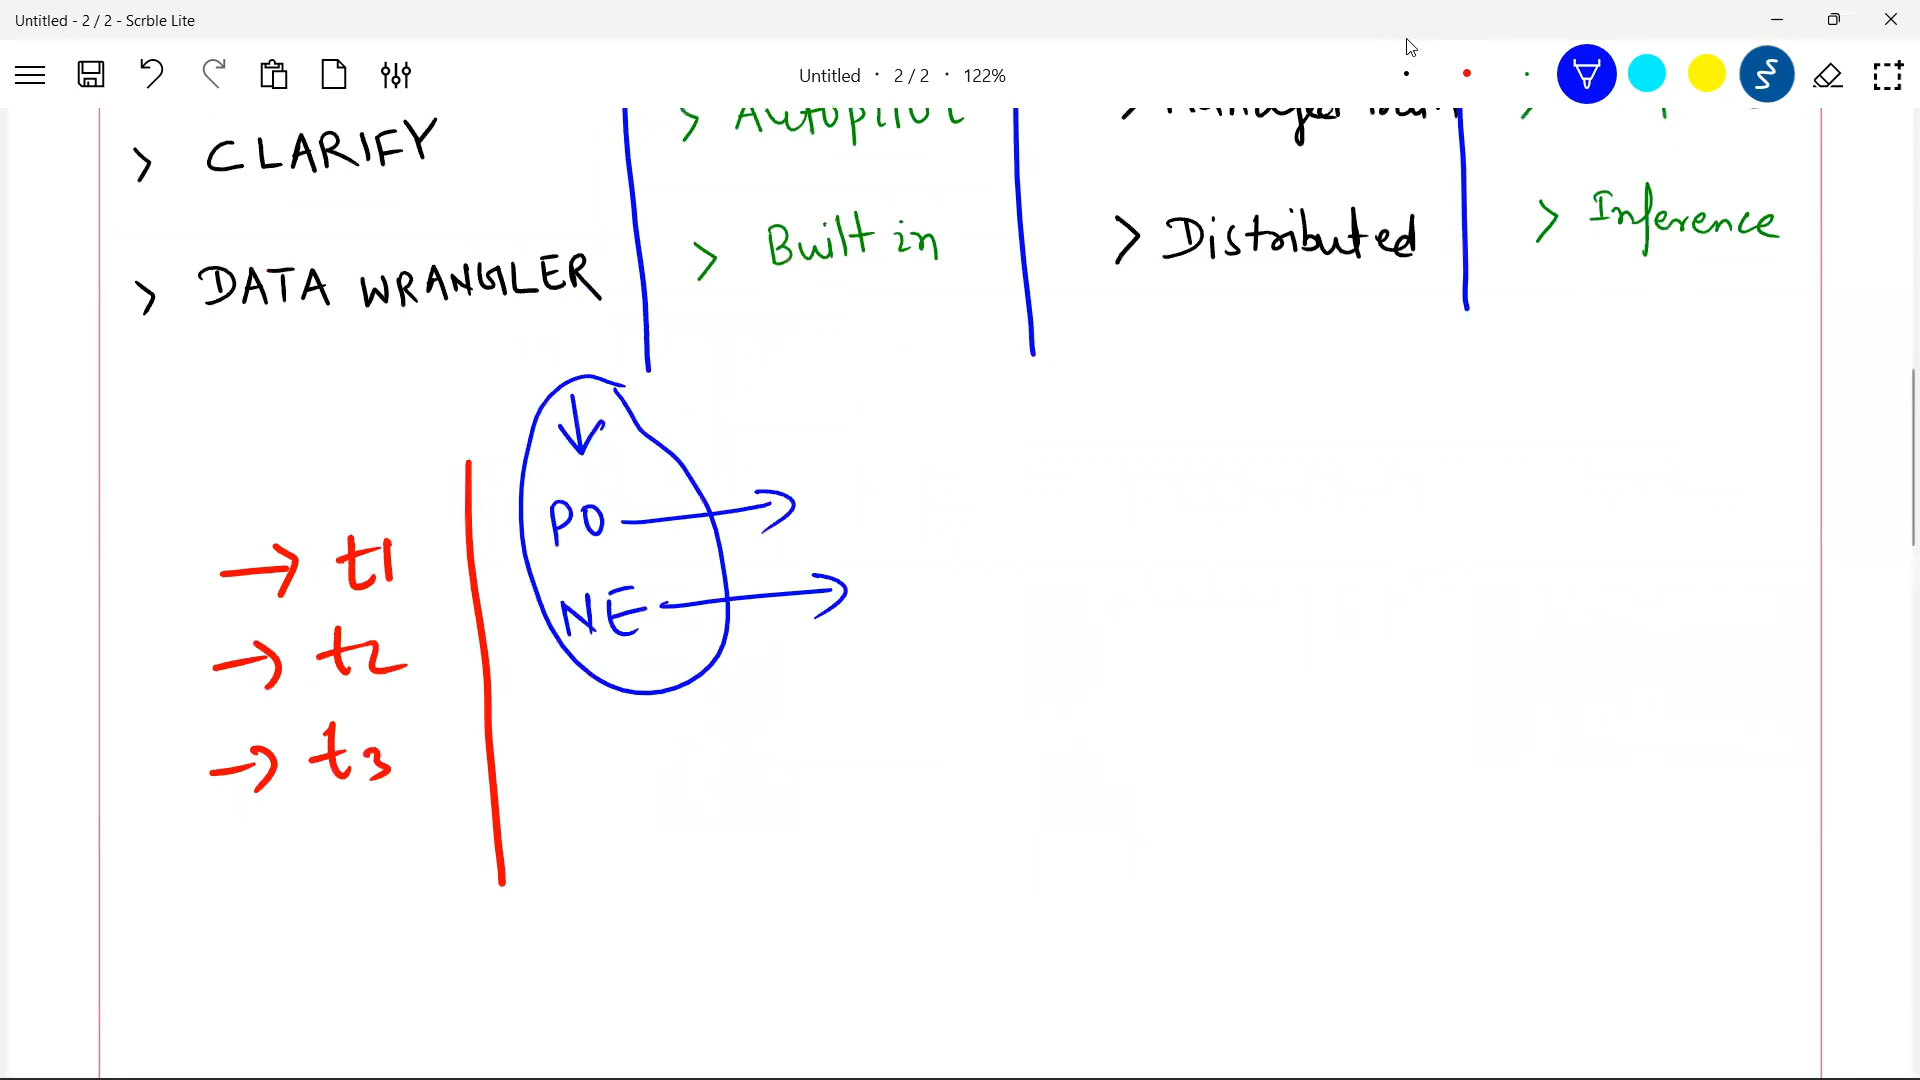 Untitled - 2 / 2 - Scrble Lite
Untitled · 2 / 2 · 122%
> CLARIFY
> DATA WRANGLER
> Autopilot
> Built in
> Distributed
> Inference
→ t1
→ t2
→ t3
↓
PO →
NE →